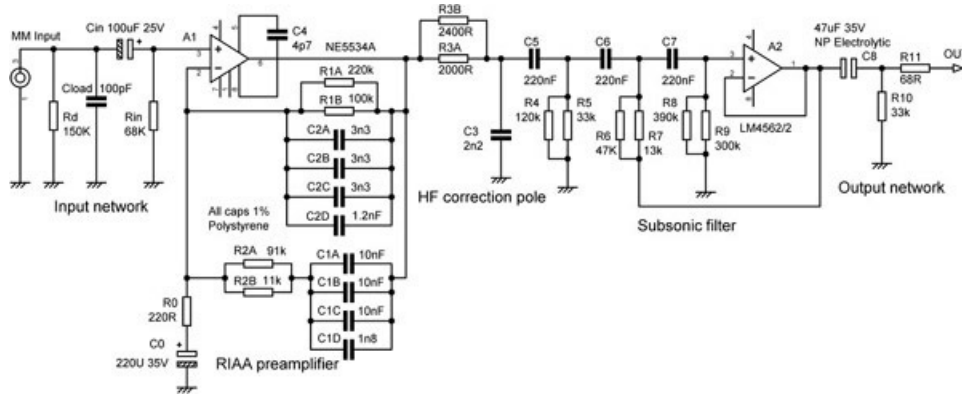 MM Input
Cin 100uF 25V
A1
C4
4p7
NE5534A
R3B
2400R
R3A
2000R
C5
220nF
C6
220nF
C7
220nF
A2
LM4562/2
47uF 35V
NP Electrolytic
C8
R11
68R
OU
R10
33k
Cload
100pF
Rd
150K
Rin
68K
Input network
R1A
220k
R1B
100k
C2A
3n3
C2B
3n3
C2C
3n3
C2D
1.2nF
C3
2n2
HF correction pole
R4
120k
R5
33k
R6
47K
R7
13k
R8
390k
R9
300k
Subsonic filter
Output network
All caps 1%
Polystyrene
R2A
91k
R2B
11k
C1A
10nF
C1B
10nF
C1C
10nF
C1D
1n8
R0
220R
C0
220U 35V
RIAA preamplifier